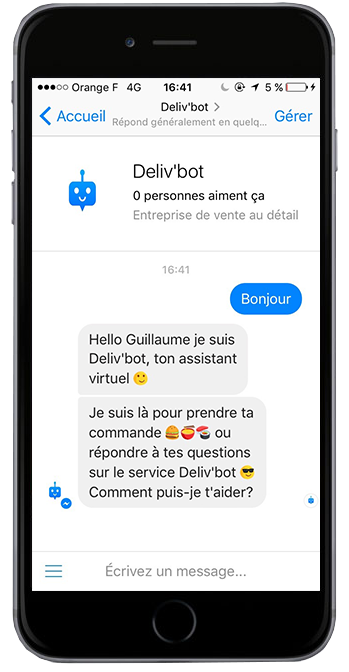 Orange F 4G 16:41 5 %
Accueil Deliv'bot Gérer
Répond généralement en quelq...
Deliv'bot
0 personnes aiment ça
Entreprise de vente au détail
16:41
Bonjour
Hello Guillaume je suis
Deliv'bot, ton assistant
virtuel 🙂
Je suis là pour prendre ta
commande 🍔🍲🍣 ou
répondre à tes questions
sur le service Deliv'bot 😎
Comment puis-je t'aider?
Écrivez un message...